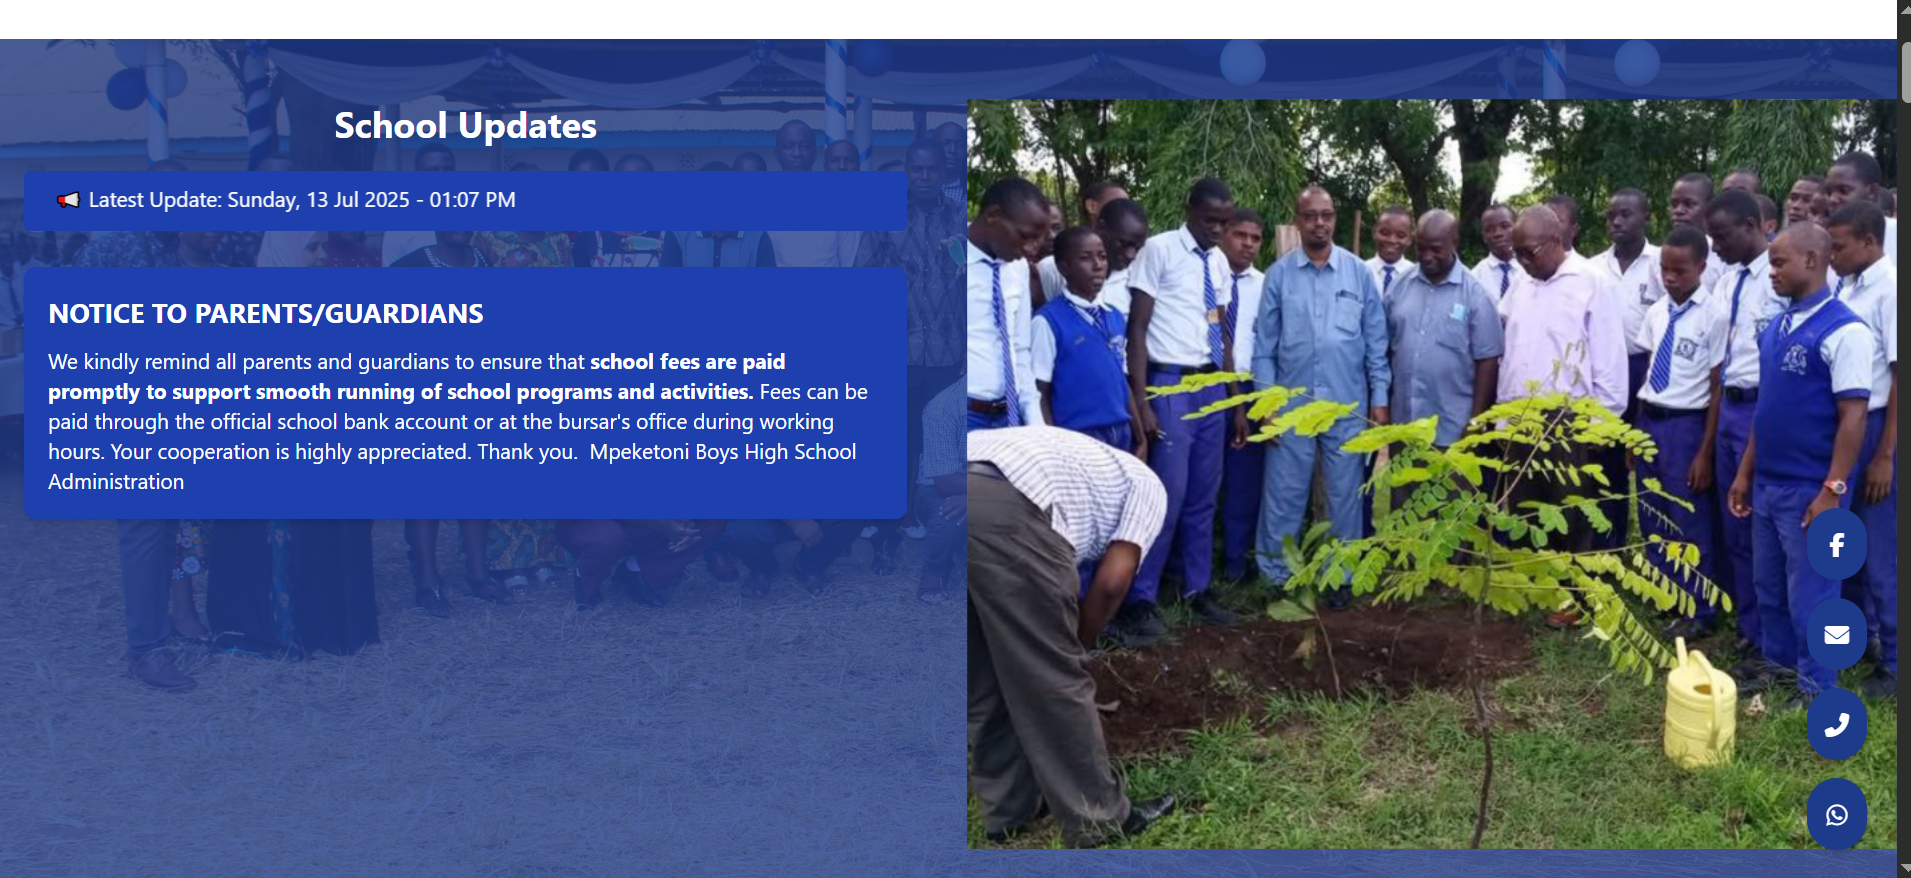 School Updates
Latest Update: Sunday, 13 Jul 2025 - 01:07 PM
NOTICE TO PARENTS/GUARDIANS
We kindly remind all parents and guardians to ensure that school fees are paid
promptly to support smooth running of school programs and activities. Fees can be
paid through the official school bank account or at the bursar's office during working
hours. Your cooperation is highly appreciated. Thank you.  Mpeketoni Boys High School
Administration